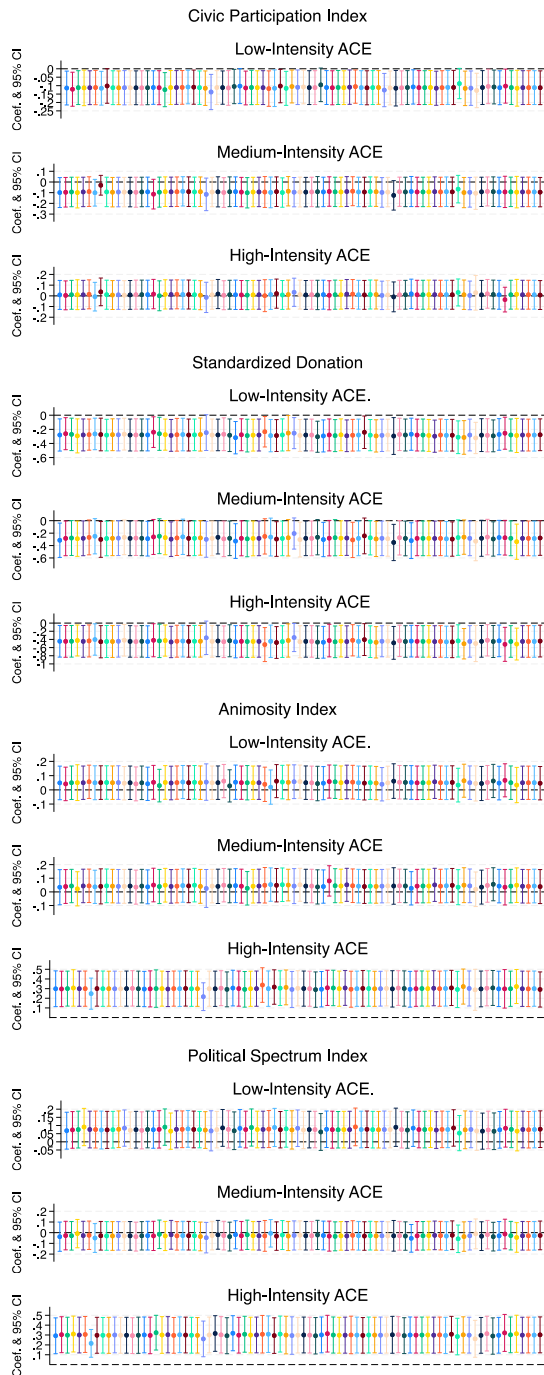 Civic Participation Index
Low-Intensity ACE
Coef. & 95% CI
0
-.05
-.1
-.15
-.2
-.25
Medium-Intensity ACE
Coef. & 95% CI
.1
0
-.1
-.2
-.3
High-Intensity ACE
Coef. & 95% CI
.2
.1
0
-.1
-.2
Standardized Donation
Low-Intensity ACE.
Coef. & 95% CI
0
-.2
-.4
-.6
Medium-Intensity ACE
Coef. & 95% CI
0
-.2
-.4
-.6
High-Intensity ACE
Coef. & 95% CI
0
-.2
-.4
-.6
-.8
-1
Animosity Index
Low-Intensity ACE.
Coef. & 95% CI
.2
.1
0
-.1
Medium-Intensity ACE
Coef. & 95% CI
.2
.1
0
-.1
High-Intensity ACE
Coef. & 95% CI
.5
.4
.3
.2
.1
Political Spectrum Index
Low-Intensity ACE.
Coef. & 95% CI
.2
.15
.1
.05
0
-.05
Medium-Intensity ACE
Coef. & 95% CI
.2
.1
0
-.1
-.2
High-Intensity ACE
Coef. & 95% CI
.5
.4
.3
.2
.1